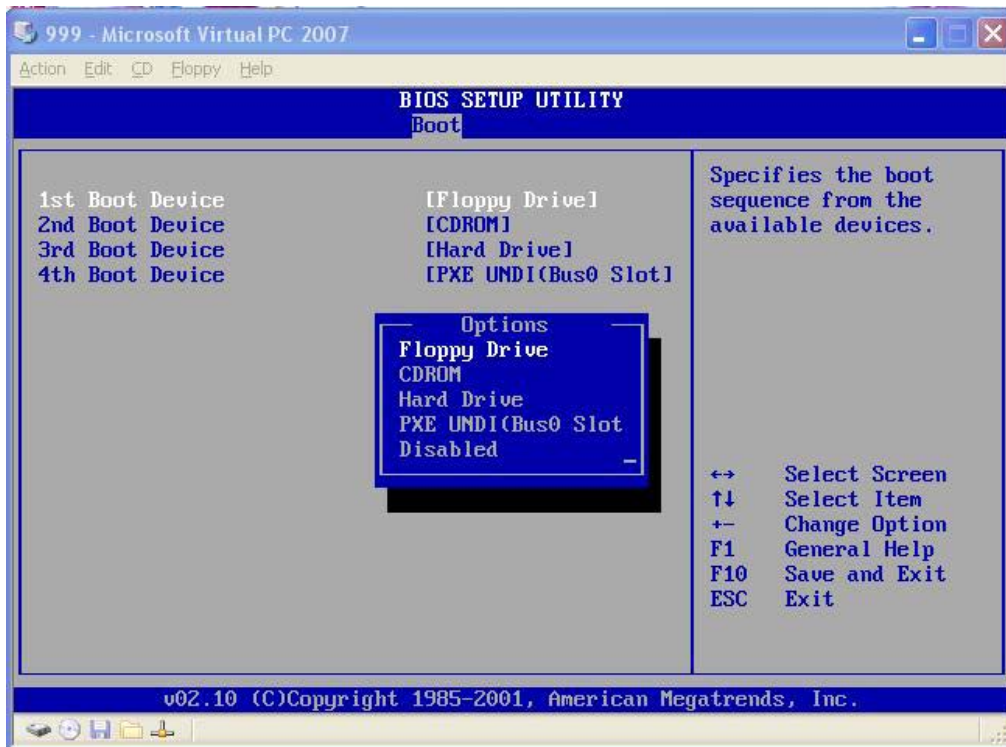 999 - Microsoft Virtual PC 2007
Action Edit CD Floppy Help
BIOS SETUP UTILITY
Boot
1st Boot Device [Floppy Drive]
2nd Boot Device [CDROM]
3rd Boot Device [Hard Drive]
4th Boot Device [PXE UNDI(Bus0 Slot]
Options
Floppy Drive
CDROM
Hard Drive
PXE UNDI(Bus0 Slot
Disabled
Specifies the boot
sequence from the
available devices.
←→ Select Screen
↑↓ Select Item
+- Change Option
F1 General Help
F10 Save and Exit
ESC Exit
v02.10 (C)Copyright 1985-2001, American Megatrends, Inc.